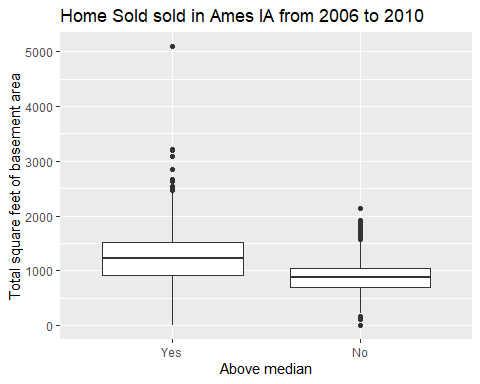 Home Sold sold in Ames IA from 2006 to 2010
Total square feet of basement area
5000
4000
3000
2000
1000
0
Yes No
Above median